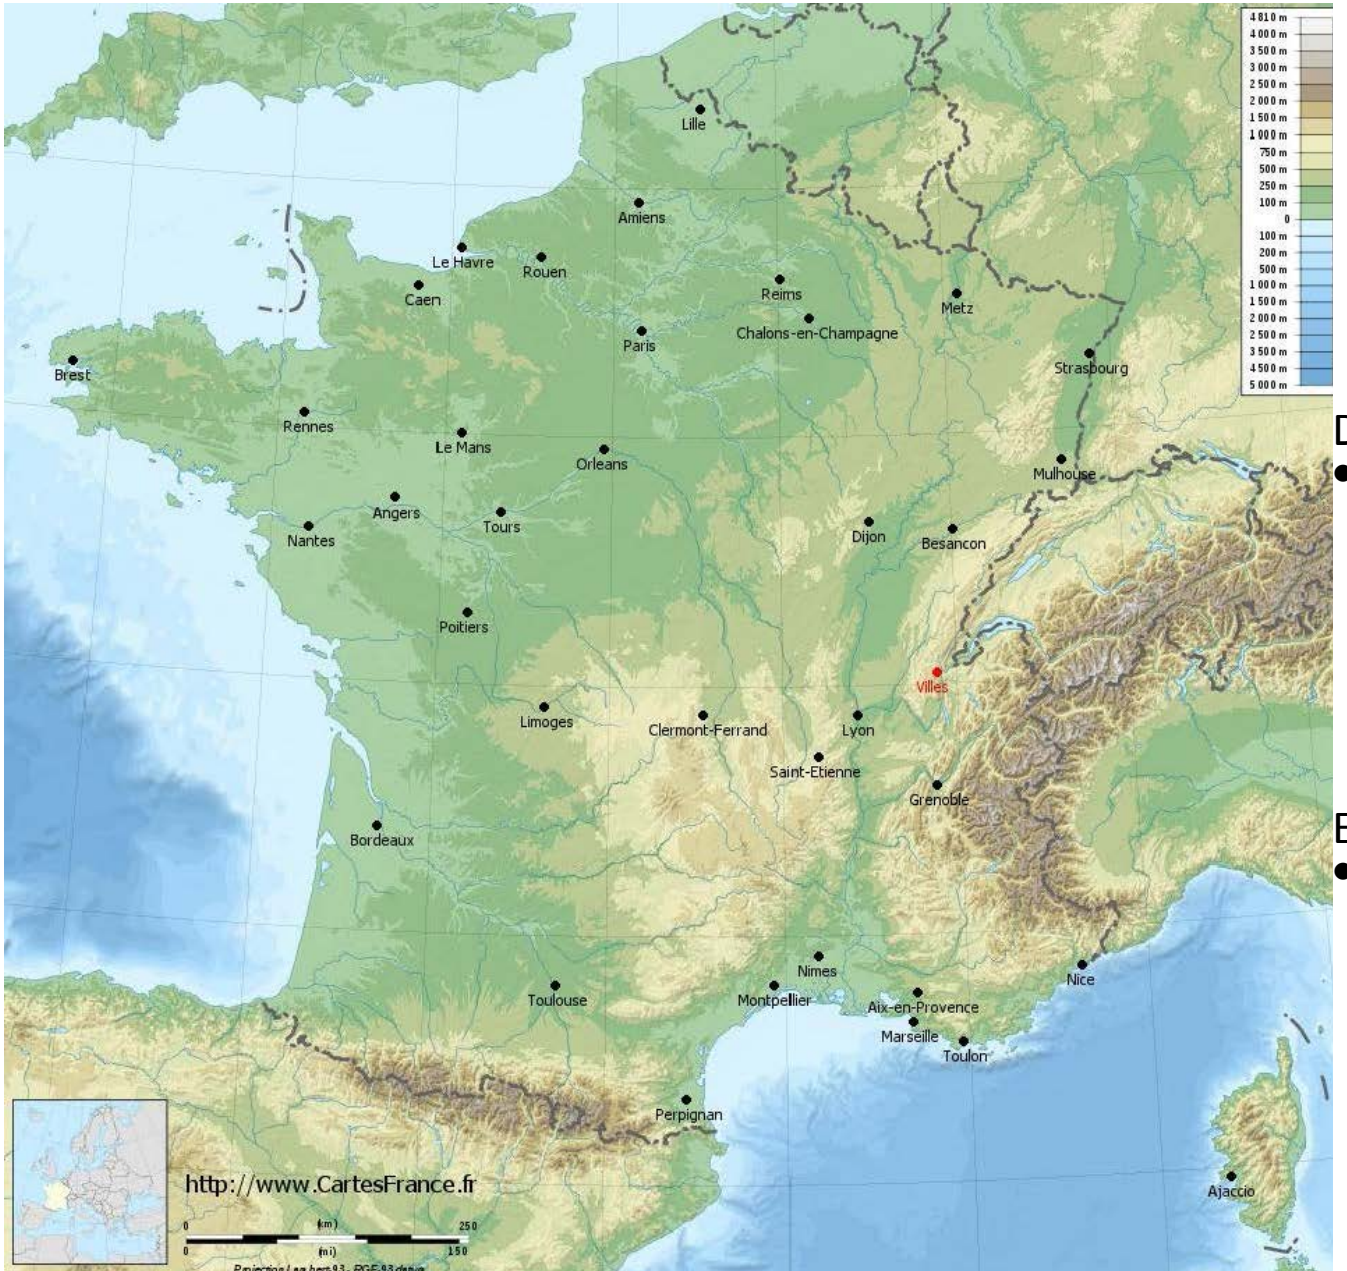 4 810 m
4 000 m
3 500 m
3 000 m
2 500 m
2 000 m
1 500 m
1 000 m
750 m
500 m
250 m
100 m
0
100 m
200 m
500 m
1 000 m
1 500 m
2 000 m
2 500 m
3 500 m
4 500 m
5 000 m
Lille
Amiens
Le Havre
Rouen
Caen
Reims
Metz
Chalons-en-Champagne
Paris
Strasbourg
Brest
Rennes
Le Mans
Orleans
Mulhouse
Angers
Tours
Nantes
Dijon
Besancon
Poitiers
Villes
Limoges
Clermont-Ferrand
Lyon
Saint-Etienne
Grenoble
Bordeaux
Nimes
Nice
Toulouse
Montpellier
Aix-en-Provence
Marseille
Toulon
Perpignan
Ajaccio
http://www.CartesFrance.fr
0 (km) 250
0 (mi) 150